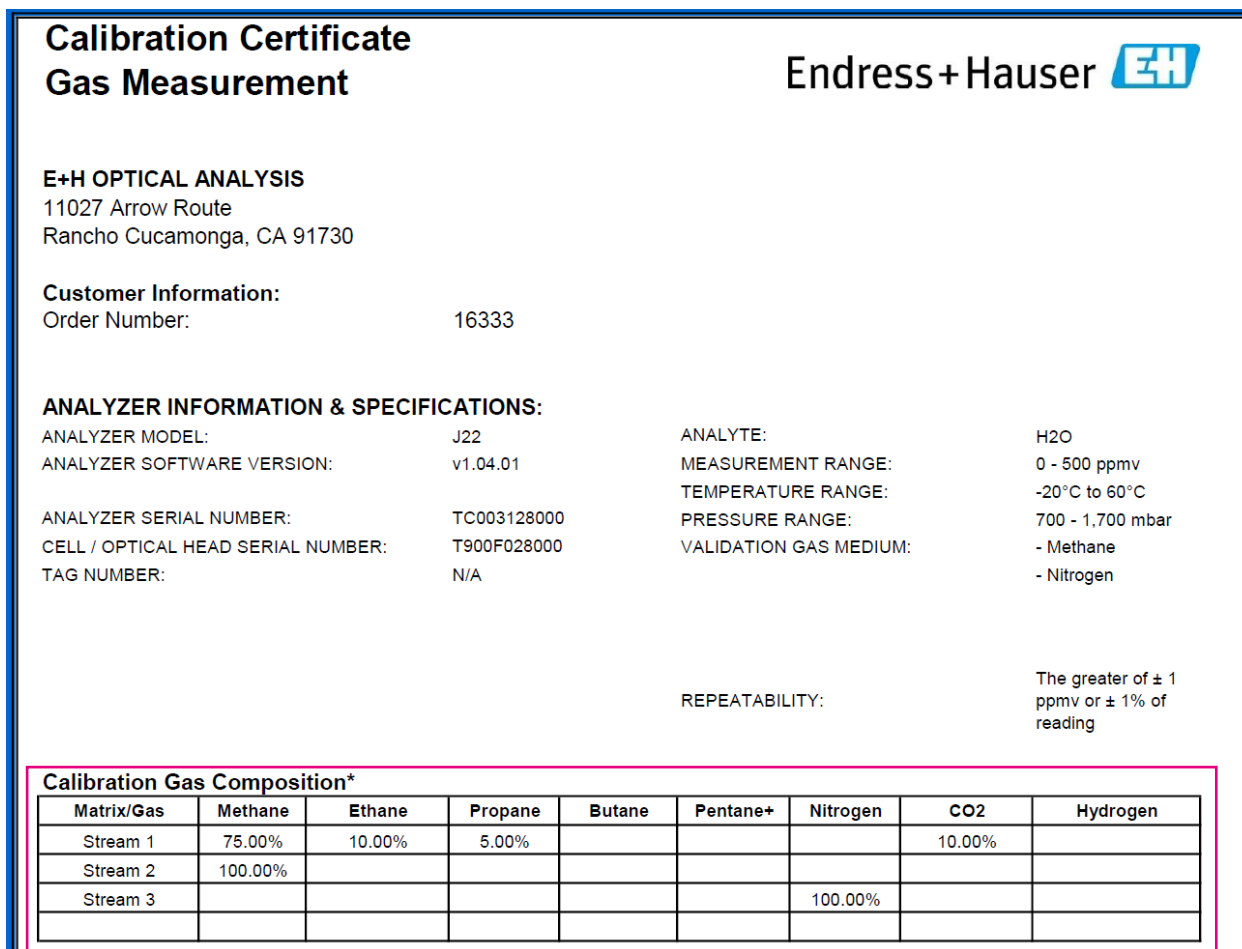 Calibration Certificate
Gas Measurement
Endress+Hauser EH
E+H OPTICAL ANALYSIS
11027 Arrow Route
Rancho Cucamonga, CA 91730
Customer Information:
Order Number: 16333
ANALYZER INFORMATION & SPECIFICATIONS:
ANALYZER MODEL: J22
ANALYZER SOFTWARE VERSION: v1.04.01
ANALYZER SERIAL NUMBER: TC003128000
CELL / OPTICAL HEAD SERIAL NUMBER: T900F028000
TAG NUMBER: N/A
ANALYTE: H2O
MEASUREMENT RANGE: 0 - 500 ppmv
TEMPERATURE RANGE: -20°C to 60°C
PRESSURE RANGE: 700 - 1,700 mbar
VALIDATION GAS MEDIUM: - Methane
- Nitrogen
REPEATABILITY: The greater of ± 1
ppmv or ± 1% of
reading
Calibration Gas Composition*
Matrix/Gas Methane Ethane Propane Butane Pentane+ Nitrogen CO2 Hydrogen
Stream 1 75.00% 10.00% 5.00% 10.00%
Stream 2 100.00%
Stream 3 100.00%